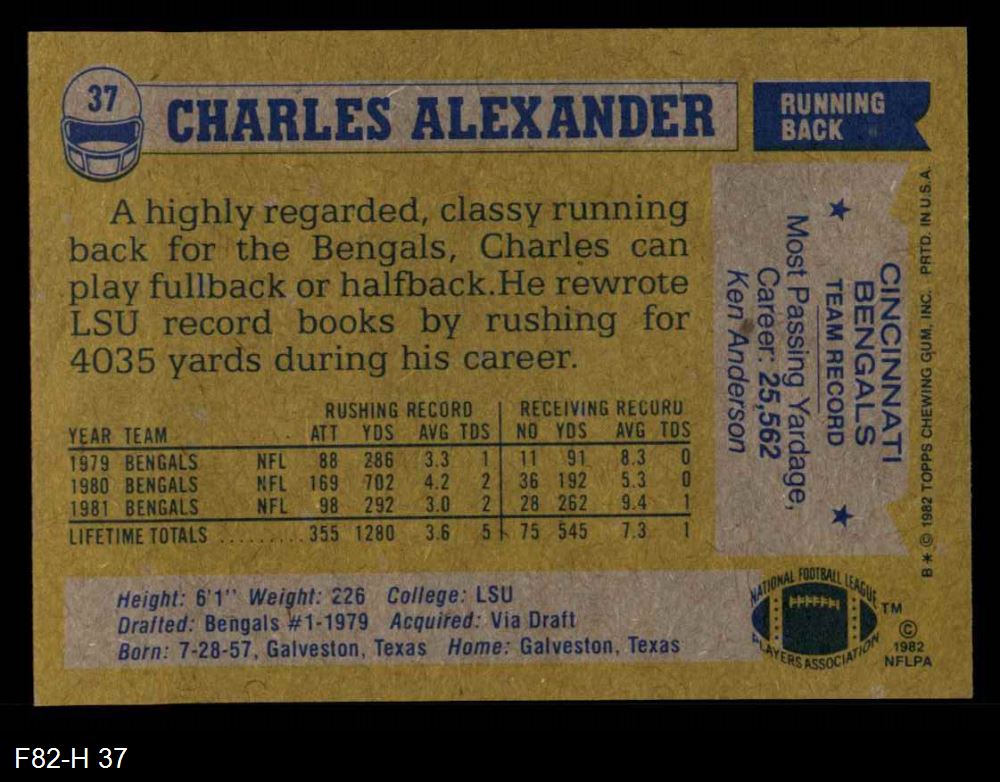 37
CHARLES ALEXANDER
RUNNING
BACK
A highly regarded, classy running
back for the Bengals, Charles can
play fullback or halfback.He rewrote
LSU record books by rushing for
4035 yards during his career.
RUSHING RECORD RECEIVING RECORD
YEAR TEAM ATT YDS AVG TDS NO YDS AVG TDS
1979 BENGALS NFL 88 286 3.3 1 11 91 8.3 0
1980 BENGALS NFL 169 702 4.2 2 36 192 5.3 0
1981 BENGALS NFL 98 292 3.0 2 28 262 9.4 1
LIFETIME TOTALS ......... 355 1280 3.6 5 75 545 7.3 1
Height: 6'1" Weight: 226 College: LSU
Drafted: Bengals #1-1979 Acquired: Via Draft
Born: 7-28-57, Galveston, Texas Home: Galveston, Texas
CINCINNATI
BENGALS
TEAM RECORD
Most Passing Yardage,
Career: 25,562
Ken Anderson
B * © 1982 TOPPS CHEWING GUM, INC. PRTD. IN U.S.A.
NATIONAL FOOTBALL LEAGUE
PLAYERS ASSOCIATION
TM
©
1982
NFLPA
F82-H 37